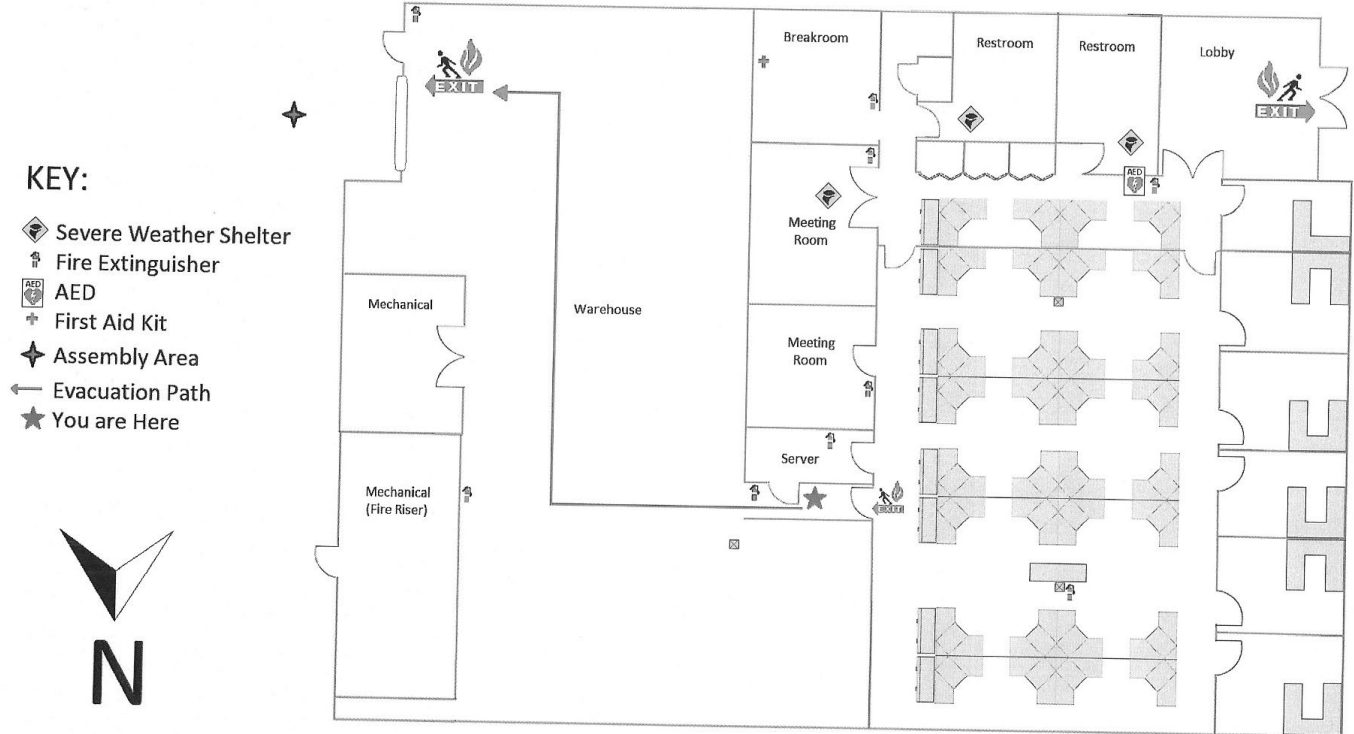 Breakroom
Restroom
Restroom
Lobby
EXIT
EXIT
KEY:
Severe Weather Shelter
Fire Extinguisher
AED
AED
First Aid Kit
Assembly Area
Evacuation Path
You are Here
AED
Meeting
Room
Mechanical
Warehouse
Meeting
Room
Server
Mechanical
(Fire Riser)
EXIT
N